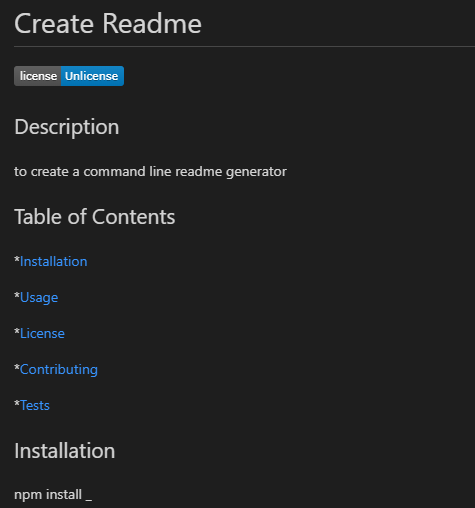 Create Readme
license Unlicense
Description
to create a command line readme generator
Table of Contents
*Installation
*Usage
*License
*Contributing
*Tests
Installation
npm install _